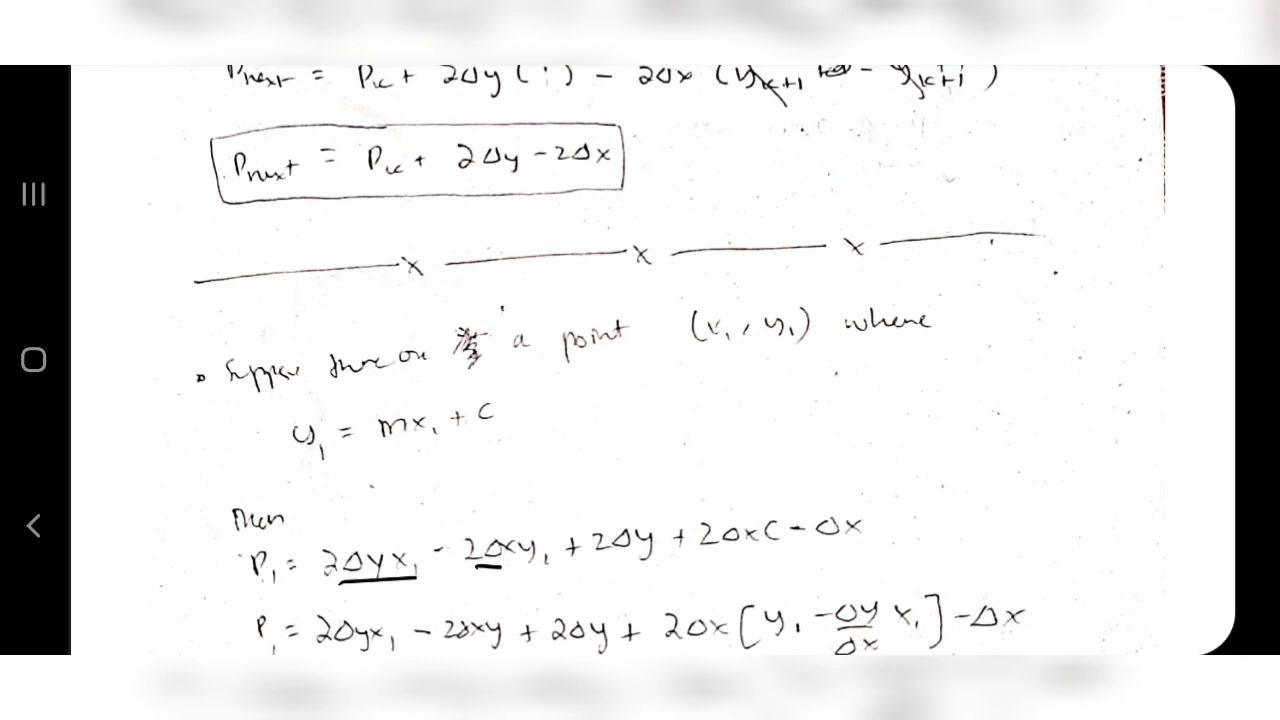 Pnext = Pk + 2Δy (1) - 2Δx (yk+1 - yk+1)
Pnext = Pk + 2Δy - 2Δx
x x x
Suppose there on a point (x1, y1) where
y1 = mx1 + c
Then
P1 = 2Δyx1 - 2Δxy1 + 2Δy + 2Δxc - Δx
P1 = 2Δyx1 - 2Δxy + 2Δy + 2Δx [y1 - Δy/Δx x1] - Δx